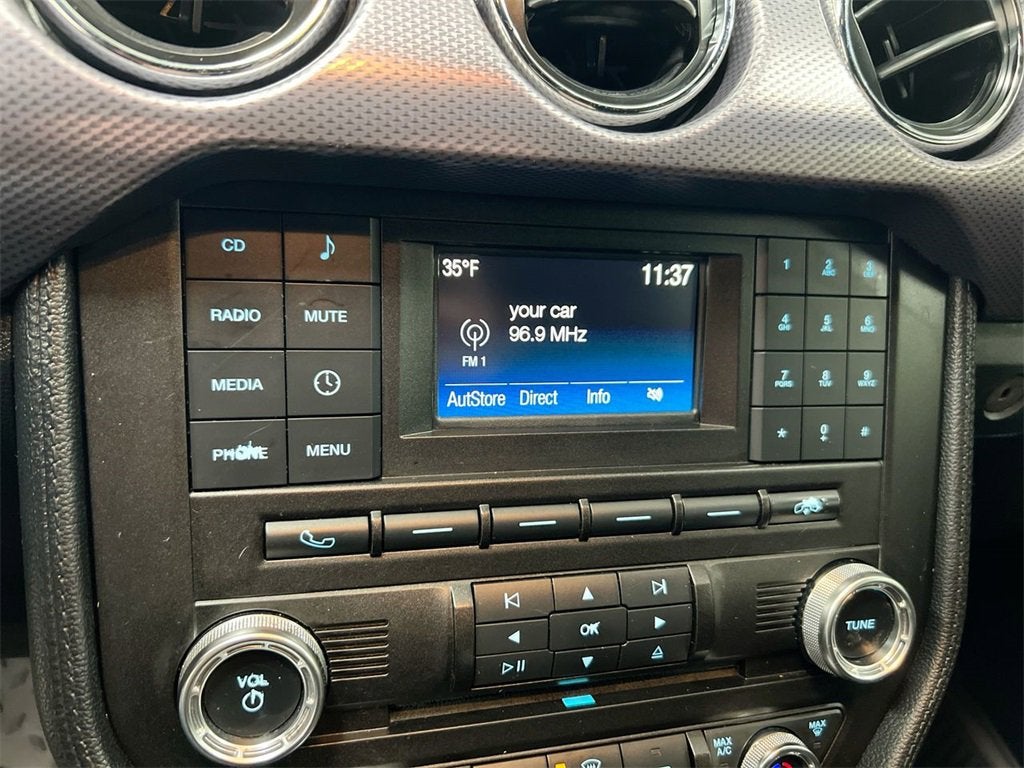 CD
RADIO MUTE
MEDIA
PHONE MENU
35°F 11:37
your car
96.9 MHz
FM 1
AutStore Direct Info
1 2 ABC 3 DEF
4 GHI 5 JKL 6 MNO
7 PQRS 8 TUV 9 WXYZ
* 0 + #
OK
VOL
TUNE
MAX A/C
MAX